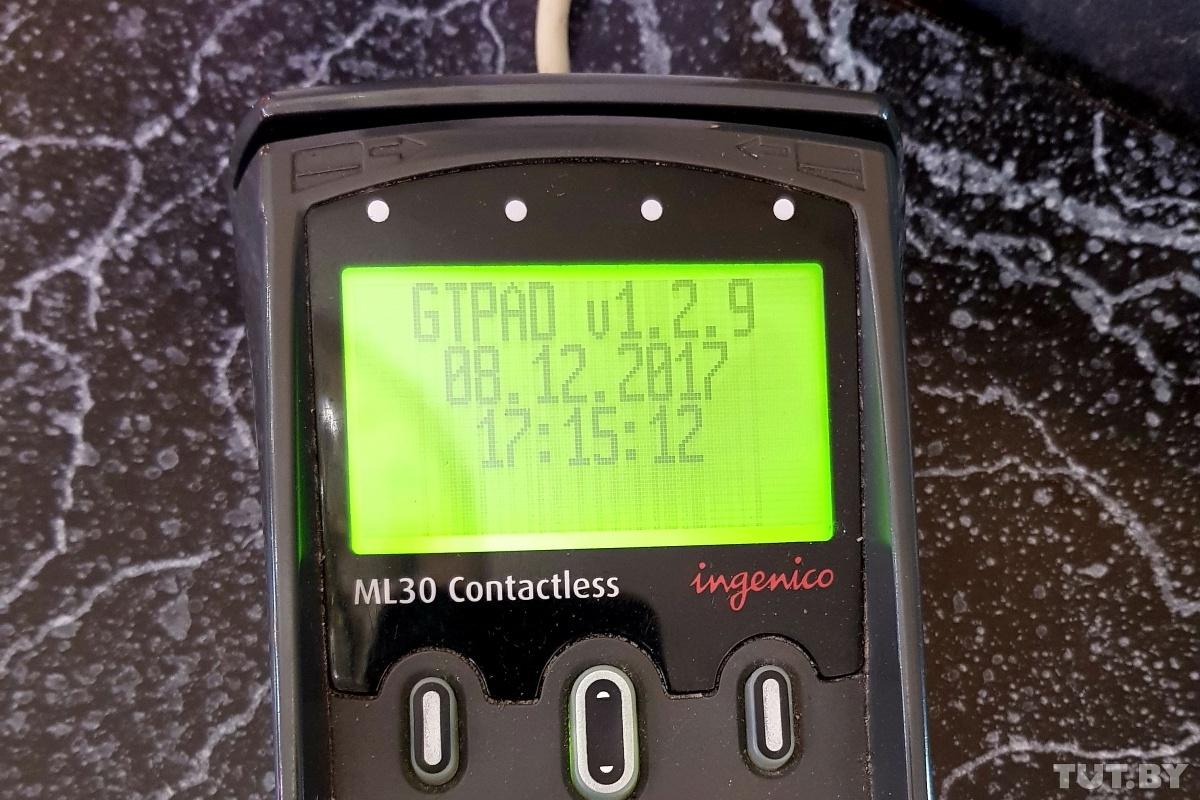 GTPAD v1.2.9
08.12.2017
17:15:12
ML30 Contactless ingenico
TUT.BY